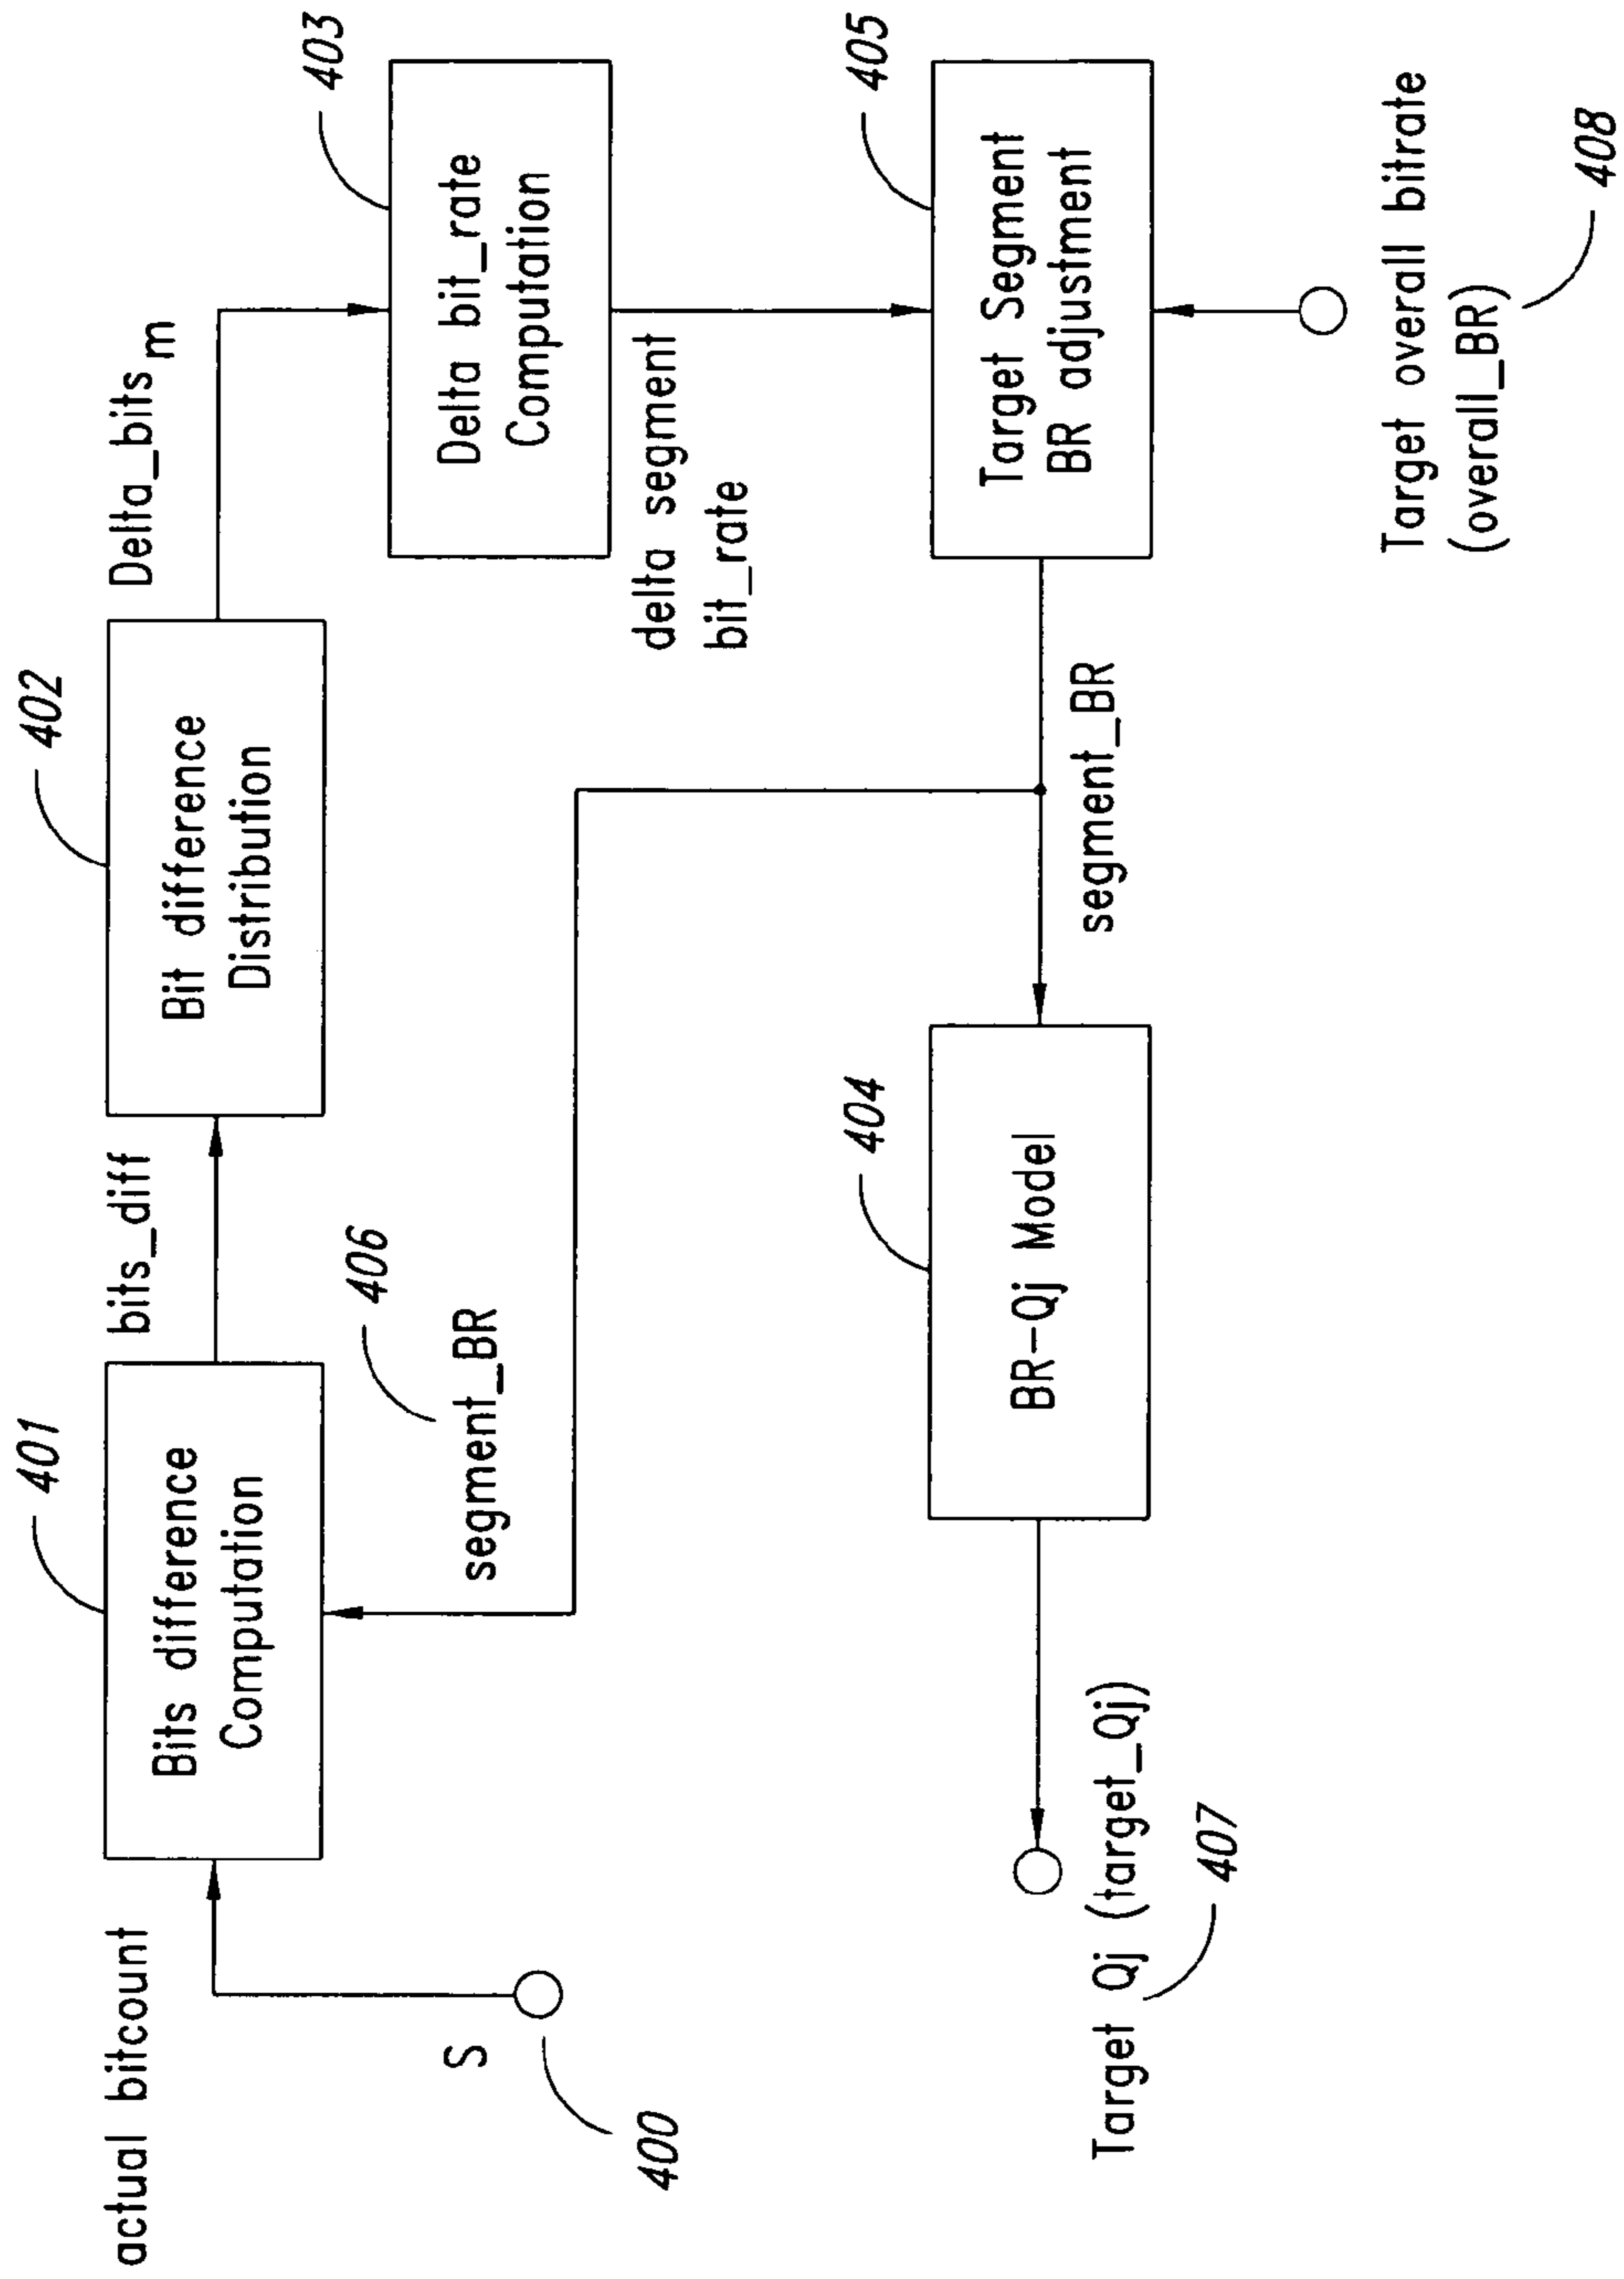 401
402
403
actual bitcount
Bits difference
Computation
bits_diff
Bit difference
Distribution
Delta_bits m
Delta bit_rate
Computation
S
400
406
segment_BR
delta segment
bit_rate
404
405
BR-Qj Model
segment_BR
Target Segment
BR adjustment
Target Qj (target_Qj)
407
Target overall bitrate
(overall_BR)
408